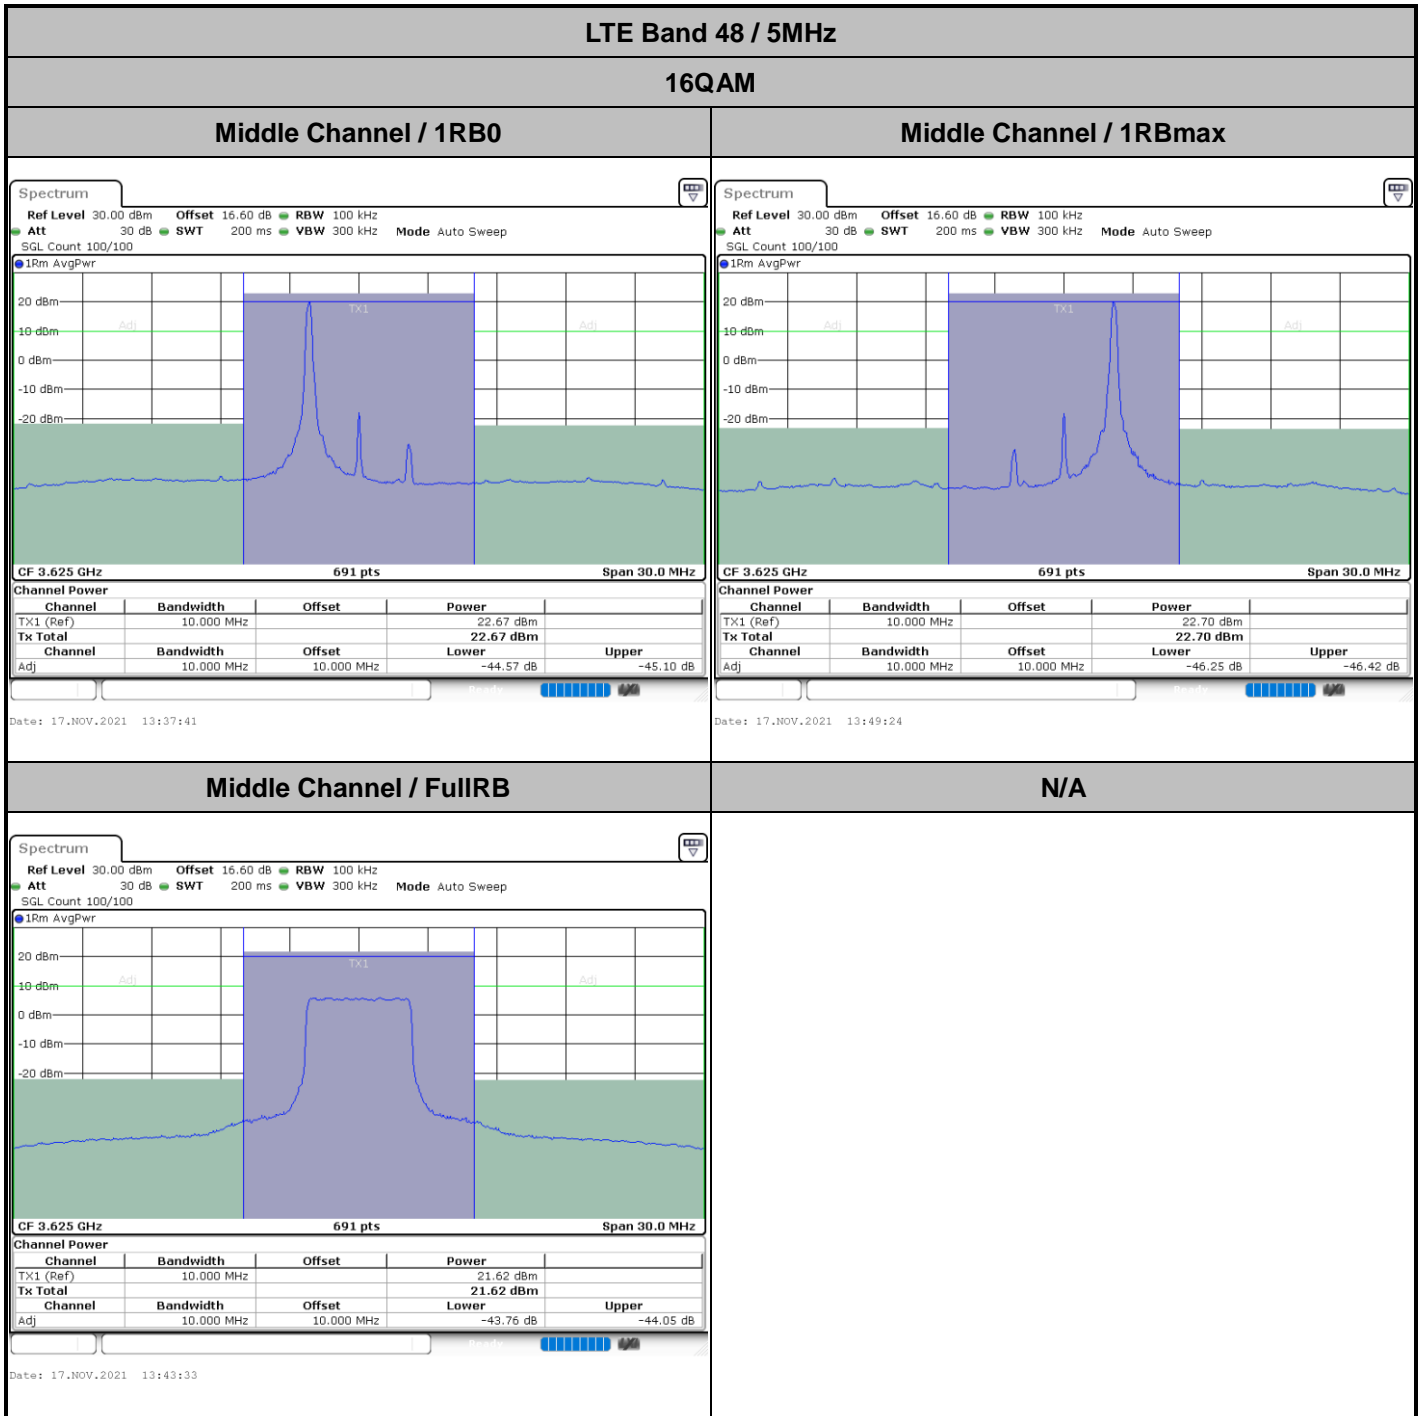 LTE Band 48 / 5MHz
16QAM
Middle Channel / 1RB0
Middle Channel / 1RBmax
Spectrum
Ref Level 30.00 dBm Offset 16.60 dB RBW 100 kHz
Att 30 dB SWT 200 ms VBW 300 kHz Mode Auto Sweep
SGL Count 100/100
1Rm AvgPwr
20 dBm
TX1
10 dBm
Adj
Adj
0 dBm
-10 dBm
-20 dBm
CF 3.625 GHz 691 pts Span 30.0 MHz
Channel Power
Channel Bandwidth Offset Power
TX1 (Ref) 10.000 MHz 22.67 dBm
Tx Total 22.67 dBm
Channel Bandwidth Offset Lower Upper
Adj 10.000 MHz 10.000 MHz -44.57 dB -45.10 dB
Ready
Date: 17.NOV.2021 13:37:41
Spectrum
Ref Level 30.00 dBm Offset 16.60 dB RBW 100 kHz
Att 30 dB SWT 200 ms VBW 300 kHz Mode Auto Sweep
SGL Count 100/100
1Rm AvgPwr
20 dBm
TX1
10 dBm
Adj
Adj
0 dBm
-10 dBm
-20 dBm
CF 3.625 GHz 691 pts Span 30.0 MHz
Channel Power
Channel Bandwidth Offset Power
TX1 (Ref) 10.000 MHz 22.70 dBm
Tx Total 22.70 dBm
Channel Bandwidth Offset Lower Upper
Adj 10.000 MHz 10.000 MHz -46.25 dB -46.42 dB
Ready
Date: 17.NOV.2021 13:49:24
Middle Channel / FullRB
N/A
Spectrum
Ref Level 30.00 dBm Offset 16.60 dB RBW 100 kHz
Att 30 dB SWT 200 ms VBW 300 kHz Mode Auto Sweep
SGL Count 100/100
1Rm AvgPwr
20 dBm
TX1
10 dBm
Adj
Adj
0 dBm
-10 dBm
-20 dBm
CF 3.625 GHz 691 pts Span 30.0 MHz
Channel Power
Channel Bandwidth Offset Power
TX1 (Ref) 10.000 MHz 21.62 dBm
Tx Total 21.62 dBm
Channel Bandwidth Offset Lower Upper
Adj 10.000 MHz 10.000 MHz -43.76 dB -44.05 dB
Ready
Date: 17.NOV.2021 13:43:33